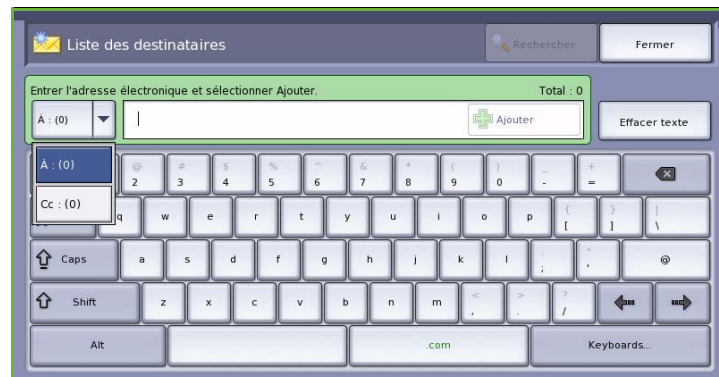 Liste des destinataires
Rechercher
Fermer
Entrer l'adresse électronique et sélectionner Ajouter.
Total : 0
À : (0)
Ajouter
Effacer texte
À : (0)
Cc : (0)
@ # $ % ^ & * ( ) _ +
2 3 4 5 6 7 8 9 0 - =
q w e r t y u i o p { [ } ] | \
Caps a s d f g h j k l : ; " ' @
Shift z x c v b n m < , > . ? /
Alt .com Keyboards...